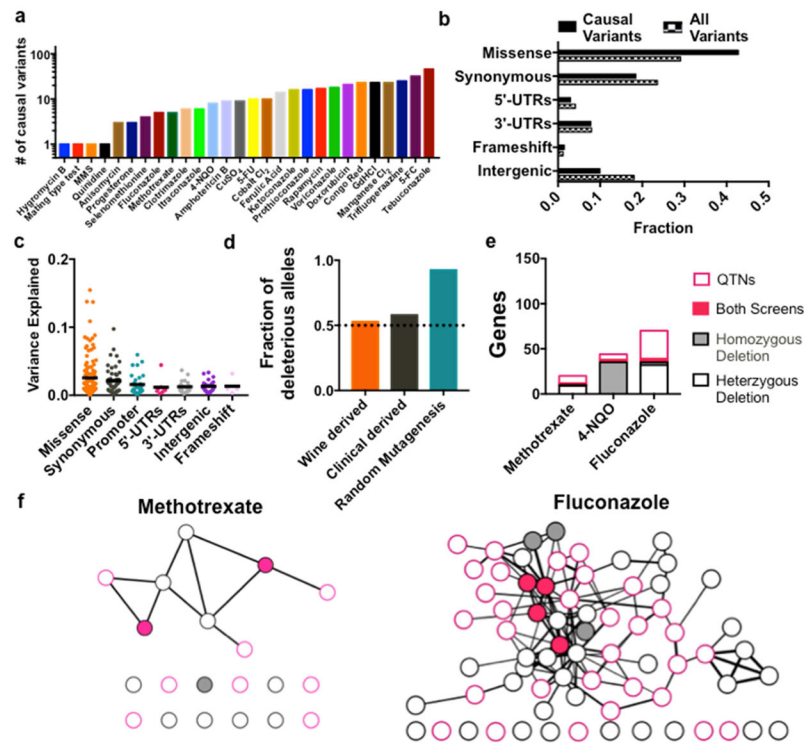 a
# of causal variants
100
10
1
Hygromycin B
Mating type test
MMS
Quinidine
Anisomycin
Progesterone
Selenomethionine
Fluconazole
Methotrexate
Clotrimazole
Itraconazole
4-NQO
Amphotericin B
CuSO4
5-FU
Cobalt Cl2
Ferulic Acid
Ketoconazole
Prothioconazole
Rapamycin
Voriconazole
Doxorubicin
Congo Red
GdHCl
Manganese Cl2
Trifluoperazine
5-FC
Tebuconazole
b
Causal Variants
All Variants
Missense
Synonymous
5'-UTRs
3'-UTRs
Frameshift
Intergenic
0.0 0.1 0.2 0.3 0.4 0.5
Fraction
c
Variance Explained
0.2
0.1
0.0
Missense
Synonymous
Promoter
5'-UTRs
3'-UTRs
Intergenic
Frameshift
d
Fraction of
deleterious alleles
1.0
0.5
0.0
Wine derived
Clinical derived
Random Mutagenesis
e
Genes
150
100
50
0
Methotrexate
4-NQO
Fluconazole
QTNs
Both Screens
Homozygous
Deletion
Heterzygous
Deletion
f
Methotrexate
Fluconazole